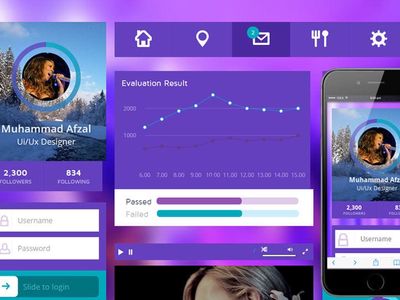 2
Muhammad Afzal
Ui/Ux Designer
2,300
FOLLOWERS
834
FOLLOWING
Username
Password
Slide to login
Evaluation Result
2000
1000
6.00 7.00 8.00 9.00 10.00 11.00 12.00 13.00 14.00 15.00
Passed
Failed
Muhammad Afzal
Ui/Ux Designer
2,300
FOLLOWERS
834
FOLLOWING
Username